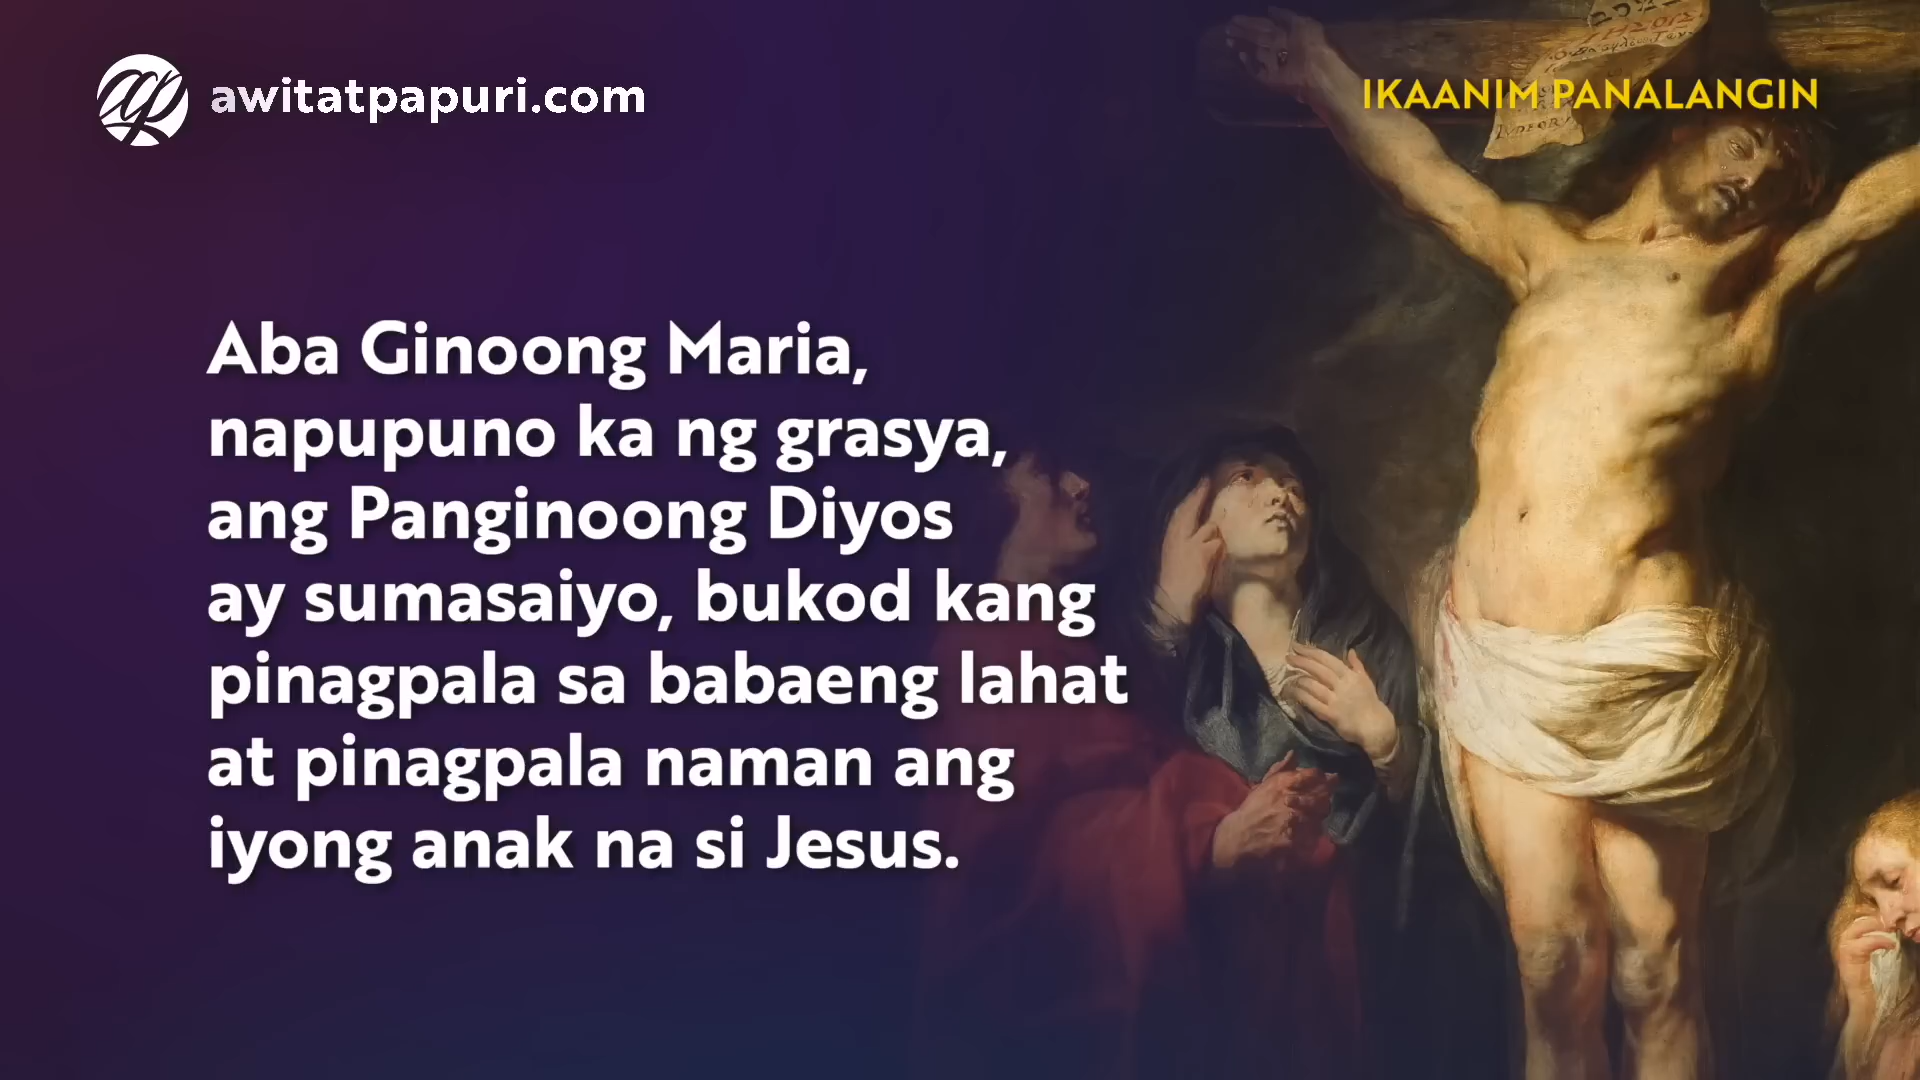 awitatpapuri.com
IKAANIM PANALANGIN
Aba Ginoong Maria,
napupuno ka ng grasya,
ang Panginoong Diyos
ay sumasaiyo, bukod kang
pinagpala sa babaeng lahat
at pinagpala naman ang
iyong anak na si Jesus.